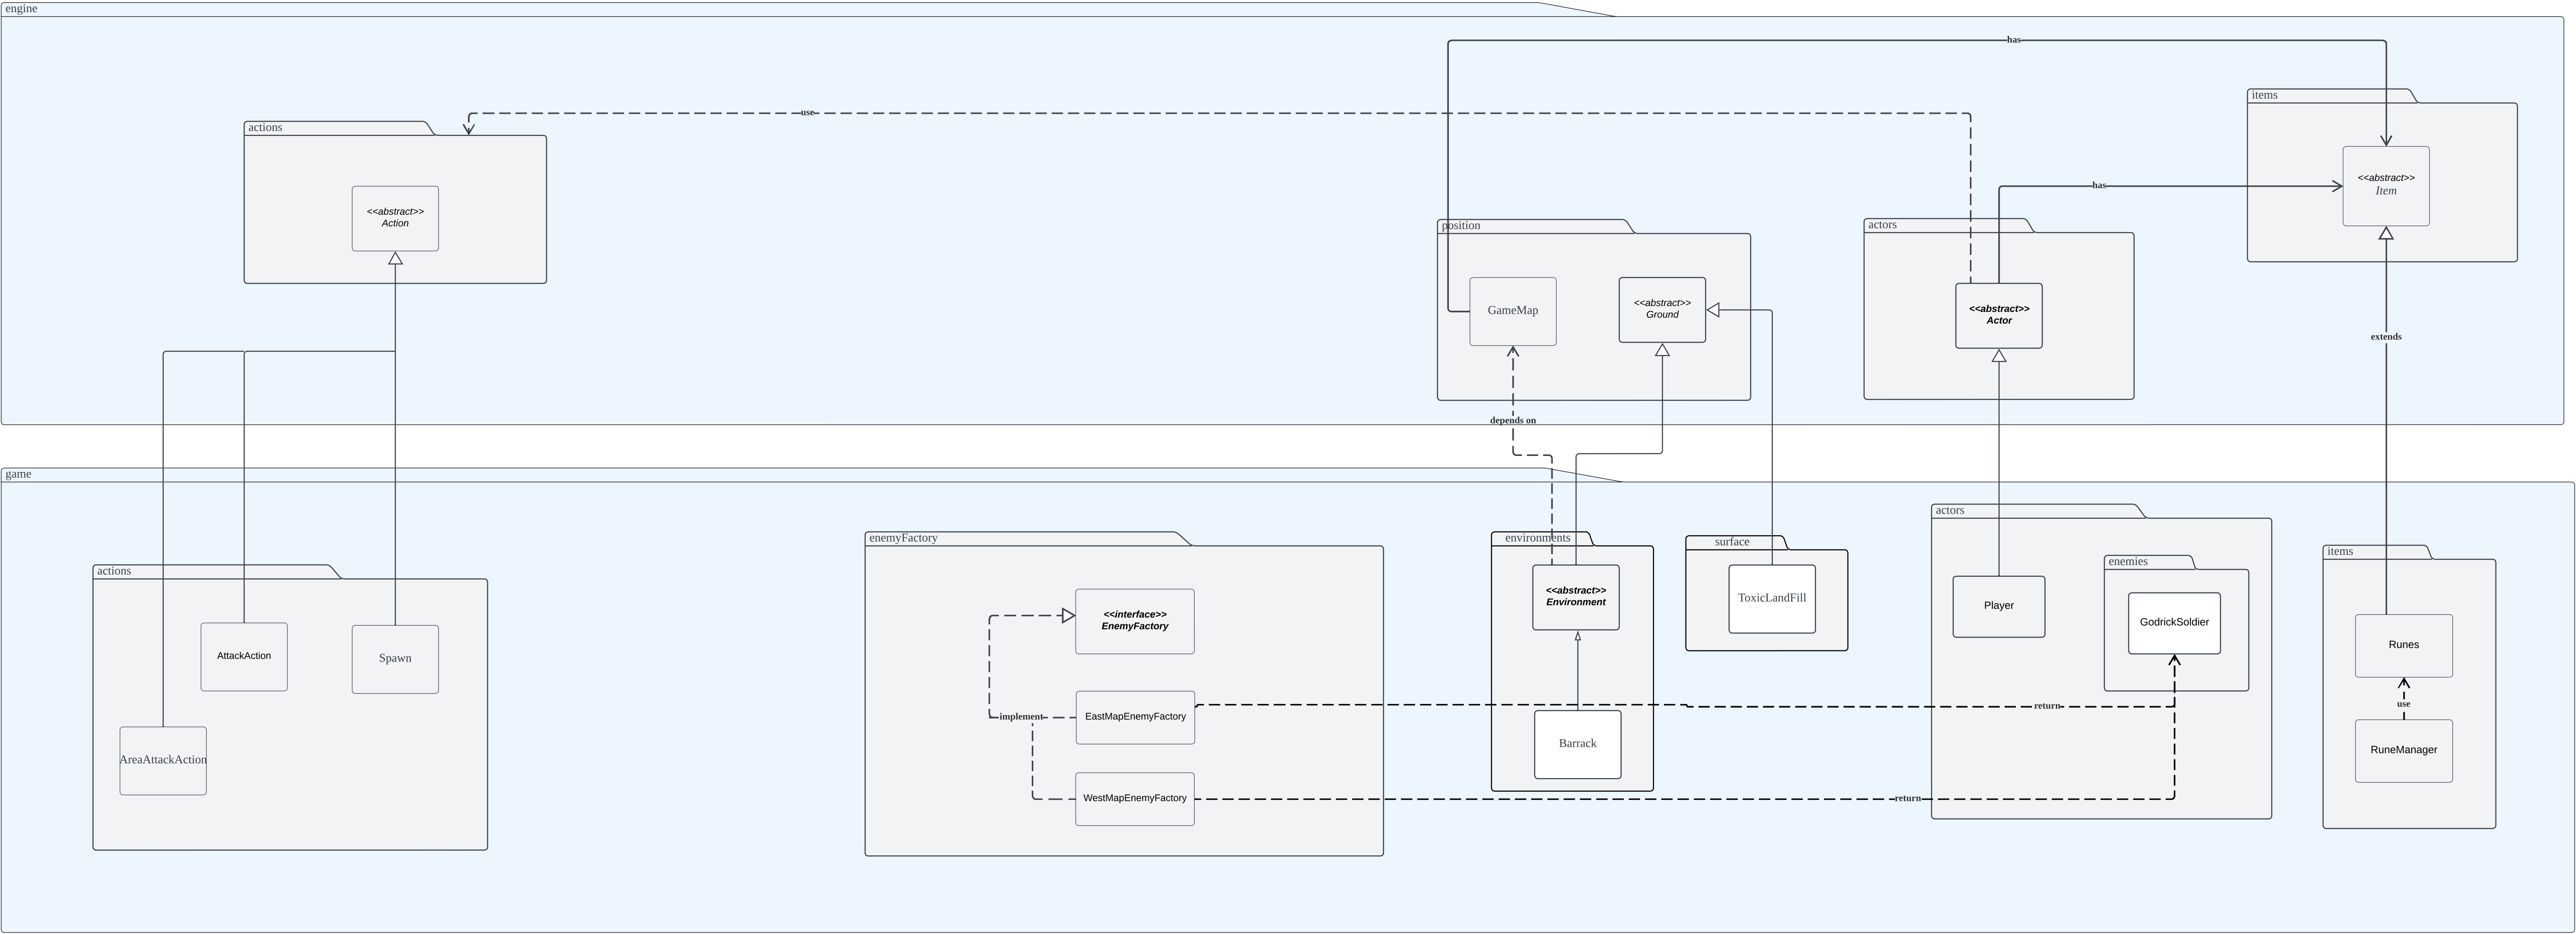 engine
has
items
use
actions
<<abstract>>
Item
has
<<abstract>>
Action
position
actors
GameMap
<<abstract>>
Ground
<<abstract>>
Actor
extends
depends on
game
actors
enemyFactory
environments
surface
items
enemies
actions
<<interface>>
EnemyFactory
<<abstract>>
Environment
ToxicLandFill
Player
GodrickSoldier
AttackAction
Spawn
Runes
return
use
implement
EastMapEnemyFactory
Barrack
RuneManager
AreaAttackAction
WestMapEnemyFactory
return